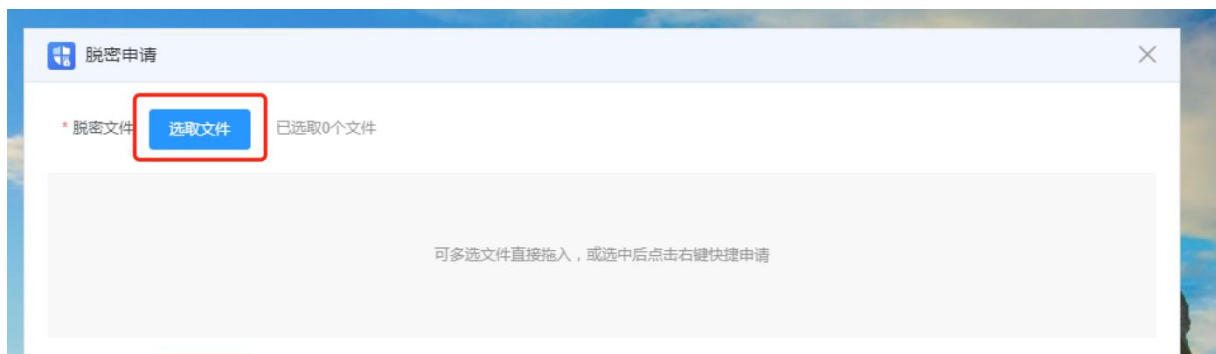 脱密申请
* 脱密文件 选取文件 已选取0个文件
可多选文件直接拖入，或选中后点击右键快捷申请